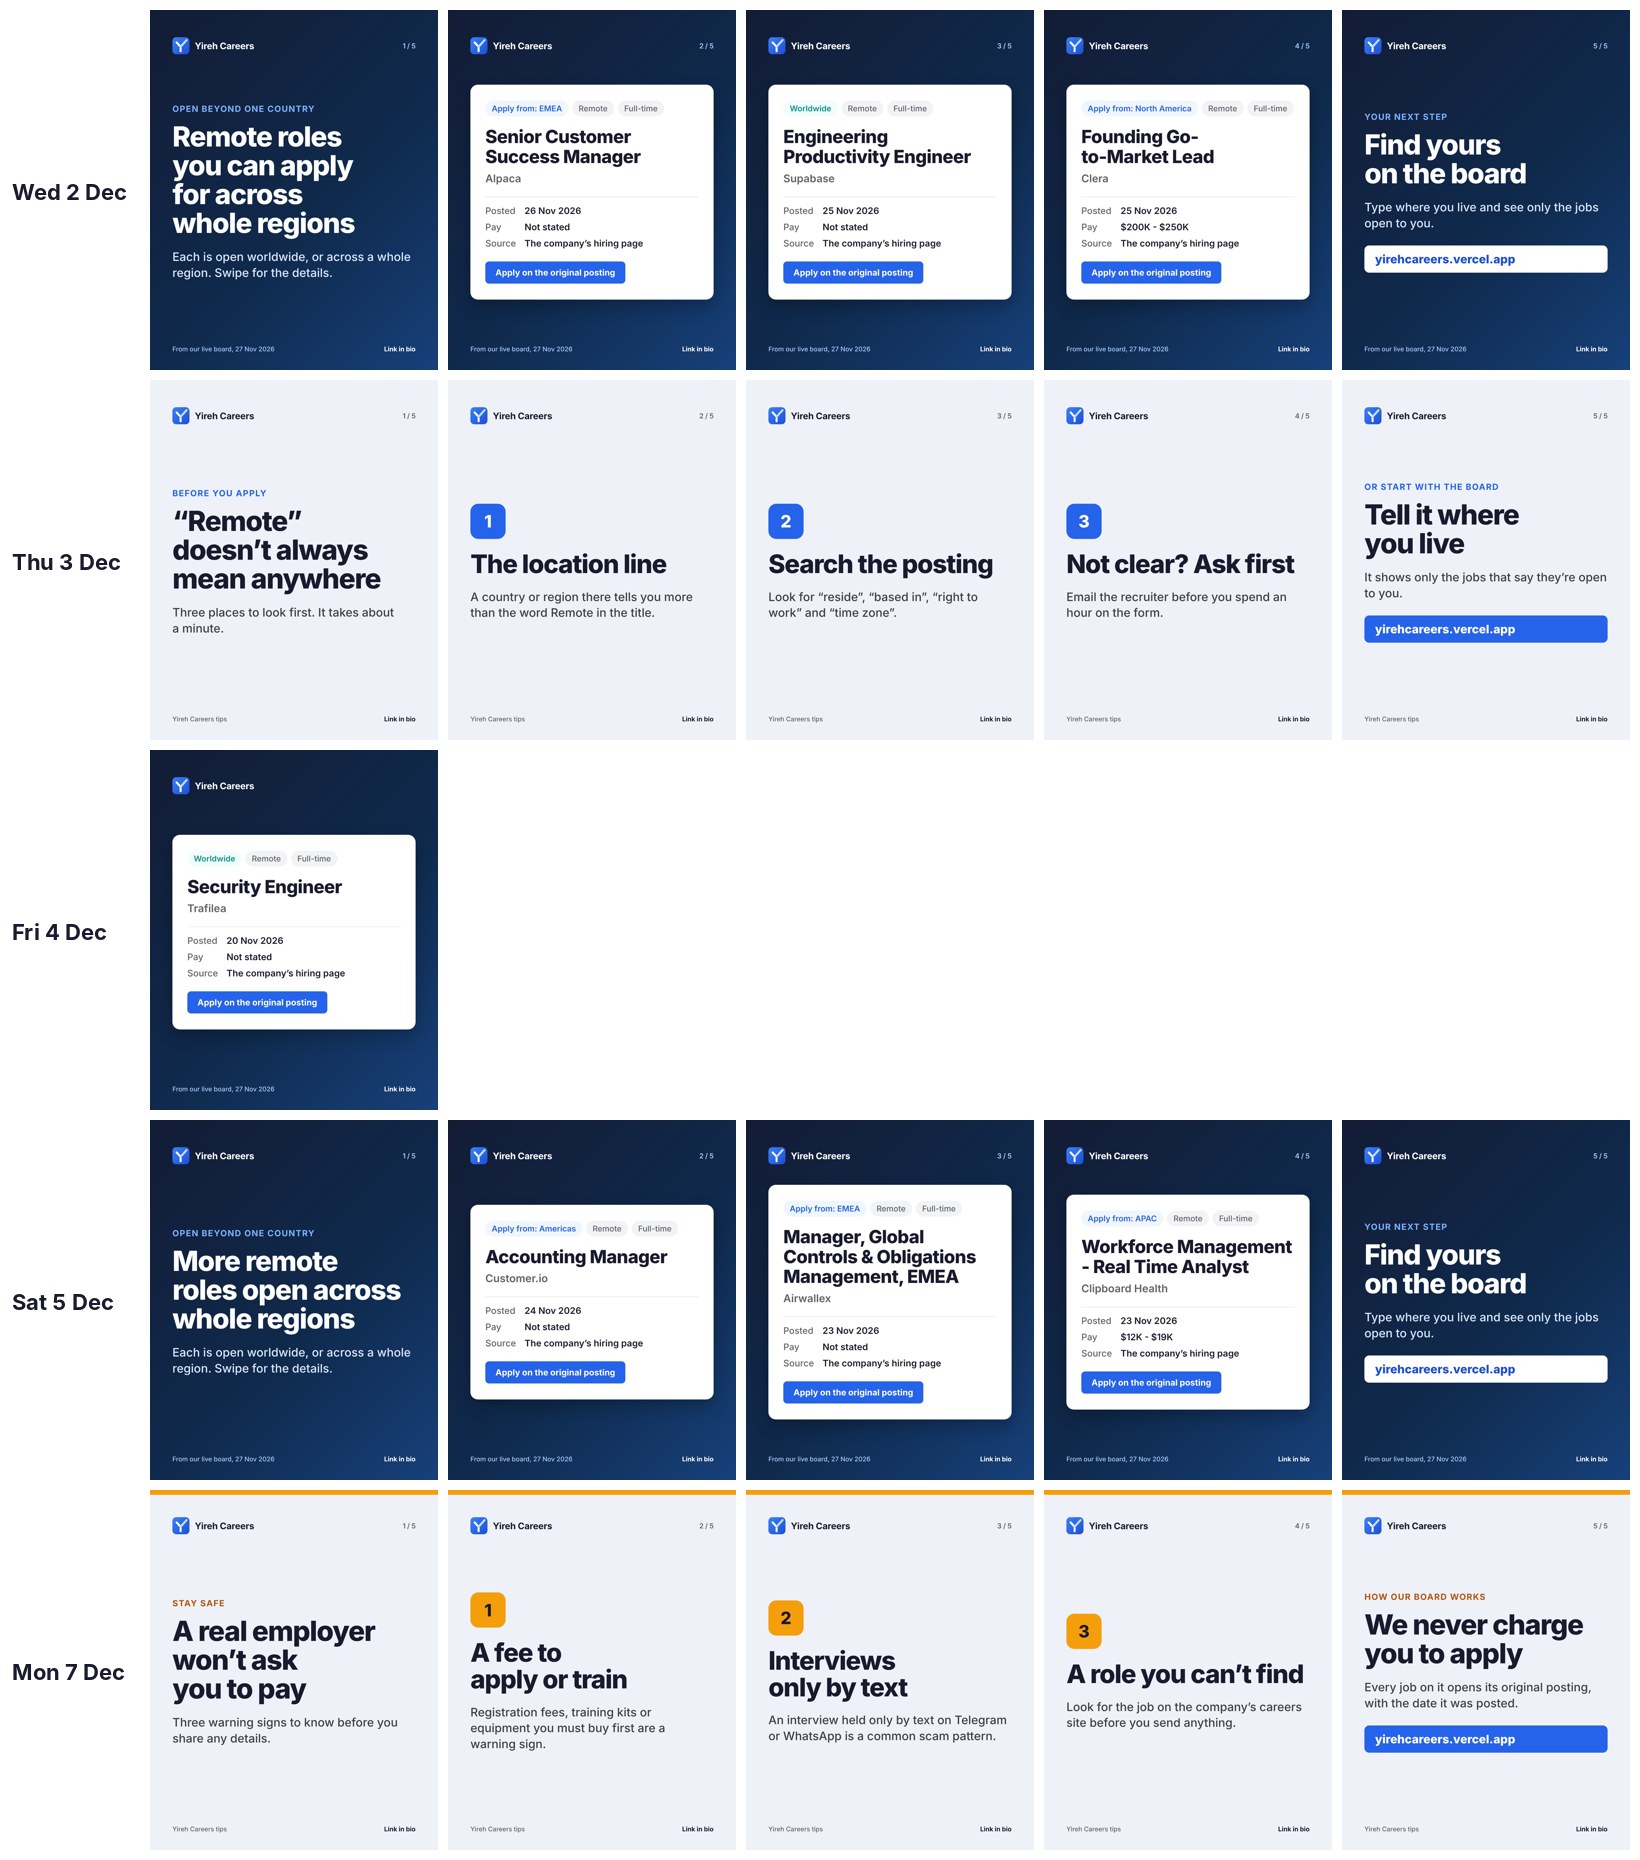 Wed 2 Dec
Yireh Careers
1 / 5
OPEN BEYOND ONE COUNTRY
Remote roles
you can apply
for across
whole regions
Each is open worldwide, or across a whole
region. Swipe for the details.
From our live board, 27 Nov 2026
Link in bio
Yireh Careers
2 / 5
Apply from: EMEA
Remote
Full-time
Senior Customer
Success Manager
Alpaca
Posted 26 Nov 2026
Pay Not stated
Source The company’s hiring page
Apply on the original posting
From our live board, 27 Nov 2026
Link in bio
Yireh Careers
3 / 5
Worldwide
Remote
Full-time
Engineering
Productivity Engineer
Supabase
Posted 25 Nov 2026
Pay Not stated
Source The company’s hiring page
Apply on the original posting
From our live board, 27 Nov 2026
Link in bio
Yireh Careers
4 / 5
Apply from: North America
Remote
Full-time
Founding Go-
to-Market Lead
Clera
Posted 25 Nov 2026
Pay $200K - $250K
Source The company’s hiring page
Apply on the original posting
From our live board, 27 Nov 2026
Link in bio
Yireh Careers
5 / 5
YOUR NEXT STEP
Find yours
on the board
Type where you live and see only the jobs
open to you.
yirehcareers.vercel.app
From our live board, 27 Nov 2026
Link in bio
Thu 3 Dec
Yireh Careers
1 / 5
BEFORE YOU APPLY
“Remote”
doesn’t always
mean anywhere
Three places to look first. It takes about
a minute.
Yireh Careers tips
Link in bio
Yireh Careers
2 / 5
1
The location line
A country or region there tells you more
than the word Remote in the title.
Yireh Careers tips
Link in bio
Yireh Careers
3 / 5
2
Search the posting
Look for “reside”, “based in”, “right to
work” and “time zone”.
Yireh Careers tips
Link in bio
Yireh Careers
4 / 5
3
Not clear? Ask first
Email the recruiter before you spend an
hour on the form.
Yireh Careers tips
Link in bio
Yireh Careers
5 / 5
OR START WITH THE BOARD
Tell it where
you live
It shows only the jobs that say they’re open
to you.
yirehcareers.vercel.app
Yireh Careers tips
Link in bio
Fri 4 Dec
Yireh Careers
Worldwide
Remote
Full-time
Security Engineer
Trafilea
Posted 20 Nov 2026
Pay Not stated
Source The company’s hiring page
Apply on the original posting
From our live board, 27 Nov 2026
Link in bio
Sat 5 Dec
Yireh Careers
1 / 5
OPEN BEYOND ONE COUNTRY
More remote
roles open across
whole regions
Each is open worldwide, or across a whole
region. Swipe for the details.
From our live board, 27 Nov 2026
Link in bio
Yireh Careers
2 / 5
Apply from: Americas
Remote
Full-time
Accounting Manager
Customer.io
Posted 24 Nov 2026
Pay Not stated
Source The company’s hiring page
Apply on the original posting
From our live board, 27 Nov 2026
Link in bio
Yireh Careers
3 / 5
Apply from: EMEA
Remote
Full-time
Manager, Global
Controls & Obligations
Management, EMEA
Airwallex
Posted 23 Nov 2026
Pay Not stated
Source The company’s hiring page
Apply on the original posting
From our live board, 27 Nov 2026
Link in bio
Yireh Careers
4 / 5
Apply from: APAC
Remote
Full-time
Workforce Management
- Real Time Analyst
Clipboard Health
Posted 23 Nov 2026
Pay $12K - $19K
Source The company’s hiring page
Apply on the original posting
From our live board, 27 Nov 2026
Link in bio
Yireh Careers
5 / 5
YOUR NEXT STEP
Find yours
on the board
Type where you live and see only the jobs
open to you.
yirehcareers.vercel.app
From our live board, 27 Nov 2026
Link in bio
Mon 7 Dec
Yireh Careers
1 / 5
STAY SAFE
A real employer
won’t ask
you to pay
Three warning signs to know before you
share any details.
Yireh Careers tips
Link in bio
Yireh Careers
2 / 5
1
A fee to
apply or train
Registration fees, training kits or
equipment you must buy first are a
warning sign.
Yireh Careers tips
Link in bio
Yireh Careers
3 / 5
2
Interviews
only by text
An interview held only by text on Telegram
or WhatsApp is a common scam pattern.
Yireh Careers tips
Link in bio
Yireh Careers
4 / 5
3
A role you can’t find
Look for the job on the company’s careers
site before you send anything.
Yireh Careers tips
Link in bio
Yireh Careers
5 / 5
HOW OUR BOARD WORKS
We never charge
you to apply
Every job on it opens its original posting,
with the date it was posted.
yirehcareers.vercel.app
Yireh Careers tips
Link in bio